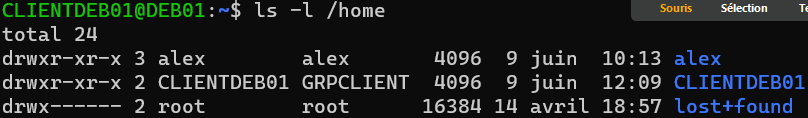 CLIENTDEB01@DEB01:~$ ls -l /home
Souris Sélection
total 24
drwxr-xr-x 3 alex alex 4096 9 juin 10:13 alex
drwxr-xr-x 2 CLIENTDEB01 GRPCLIENT 4096 9 juin 12:09 CLIENTDEB01
drwx------ 2 root root 16384 14 avril 18:57 lost+found